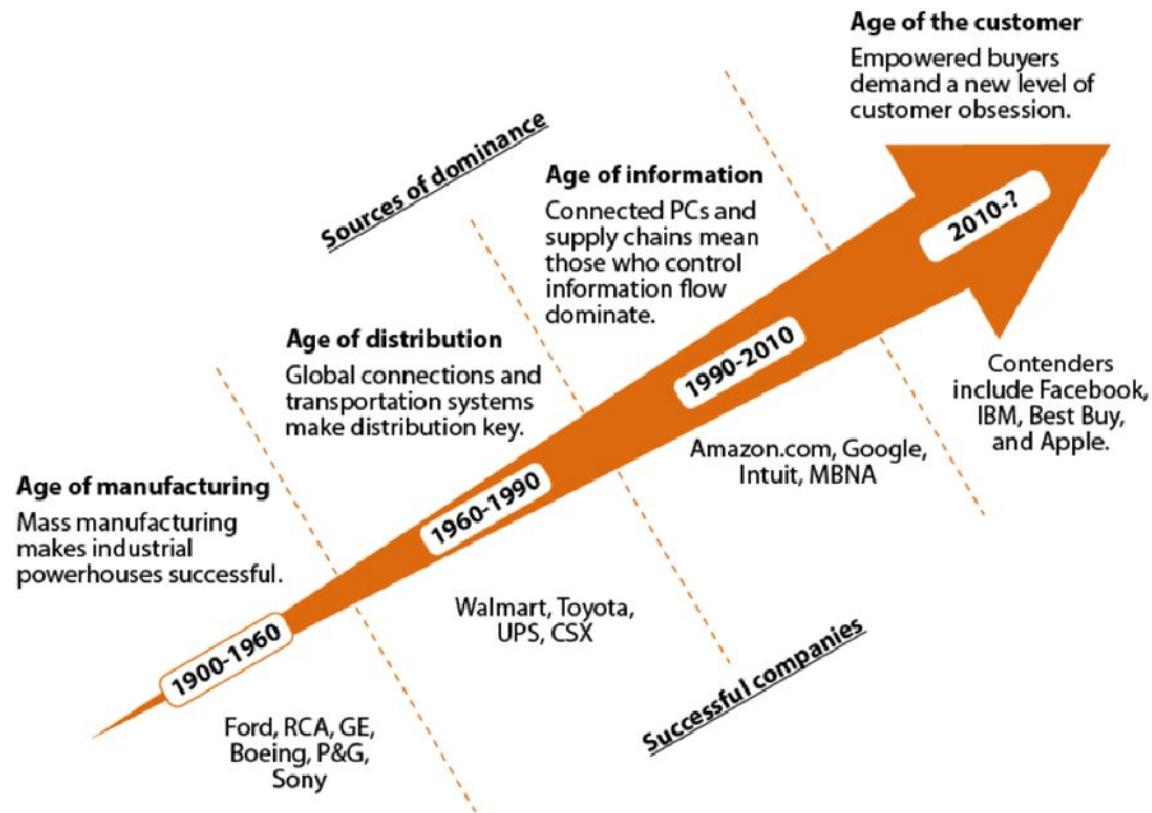 Age of the customer
Empowered buyers
demand a new level of
customer obsession.
Sources of dominance
Age of information
Connected PCs and
supply chains mean
those who control
information flow
dominate.
2010-?
Age of distribution
Global connections and
transportation systems
make distribution key.
1990-2010
Contenders
include Facebook,
IBM, Best Buy,
and Apple.
Amazon.com, Google,
Intuit, MBNA
Age of manufacturing
Mass manufacturing
makes industrial
powerhouses successful.
1960-1990
Walmart, Toyota,
UPS, CSX
Successful companies
1900-1960
Ford, RCA, GE,
Boeing, P&G,
Sony